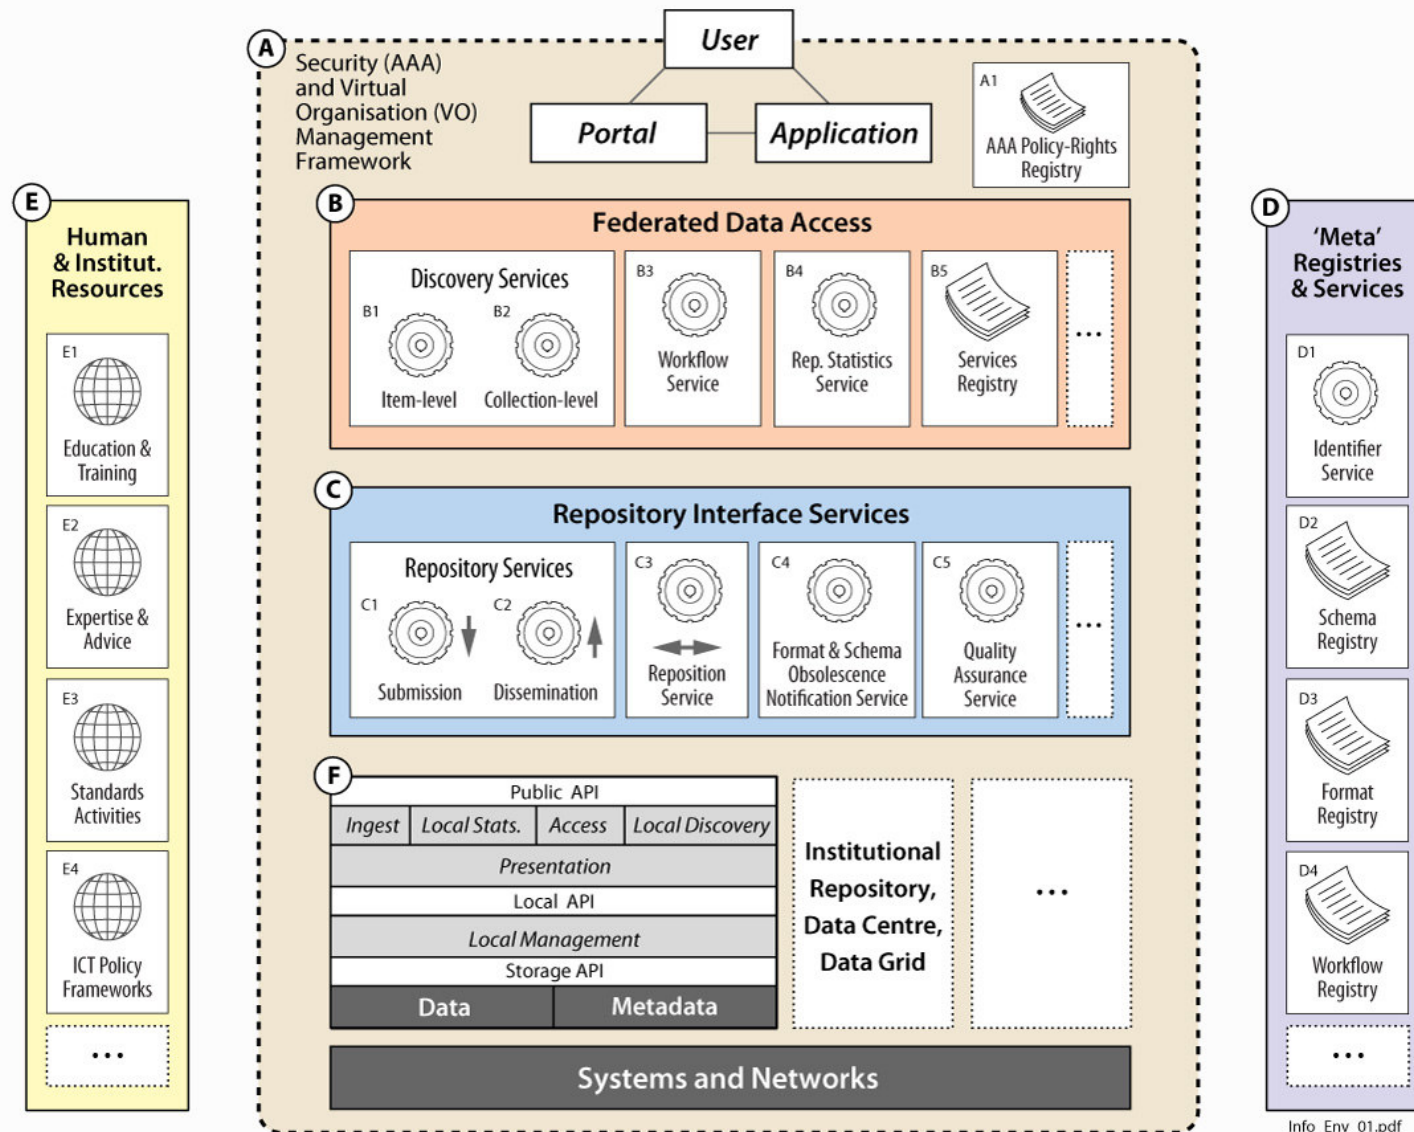 User
A
Security (AAA)
and Virtual
Organisation (VO)
Management
Framework
Portal
Application
A1
AAA Policy-Rights
Registry
E
Human
& Institut.
Resources
E1
Education &
Training
E2
Expertise &
Advice
E3
Standards
Activities
E4
ICT Policy
Frameworks
...
B
Federated Data Access
Discovery Services
B1
Item-level
B2
Collection-level
B3
Workflow
Service
B4
Rep. Statistics
Service
B5
Services
Registry
...
C
Repository Interface Services
Repository Services
C1
Submission
C2
Dissemination
C3
Reposition
Service
C4
Format & Schema
Obsolescence
Notification Service
C5
Quality
Assurance
Service
...
F
Public API
Ingest Local Stats. Access Local Discovery
Presentation
Local API
Local Management
Storage API
Data Metadata
Institutional
Repository,
Data Centre,
Data Grid
...
Systems and Networks
D
‘Meta’
Registries
& Services
D1
Identifier
Service
D2
Schema
Registry
D3
Format
Registry
D4
Workflow
Registry
...
Info_Env_01.pdf